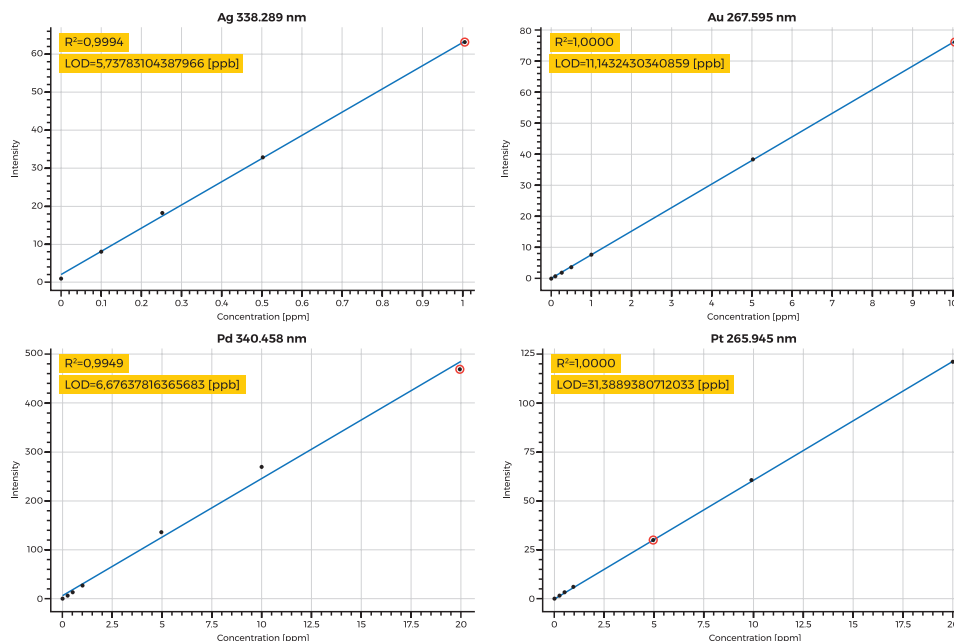 Ag 338.289 nm
R²=0,9994
LOD=5,73783104387966 [ppb]
60
50
40
30
20
10
0
Intensity
0 0.1 0.2 0.3 0.4 0.5 0.6 0.7 0.8 0.9 1
Concentration [ppm]
Au 267.595 nm
R²=1,0000
LOD=11,1432430340859 [ppb]
80
70
60
50
40
30
20
10
0
Intensity
0 1 2 3 4 5 6 7 8 9 10
Concentration [ppm]
Pd 340.458 nm
R²=0,9949
LOD=6,67637816365683 [ppb]
500
400
300
200
100
0
Intensity
0 2.5 5 7.5 10 12.5 15 17.5 20
Concentration [ppm]
Pt 265.945 nm
R²=1,0000
LOD=31,3889380712033 [ppb]
125
100
75
50
25
0
Intensity
0 2.5 5 7.5 10 12.5 15 17.5 20
Concentration [ppm]